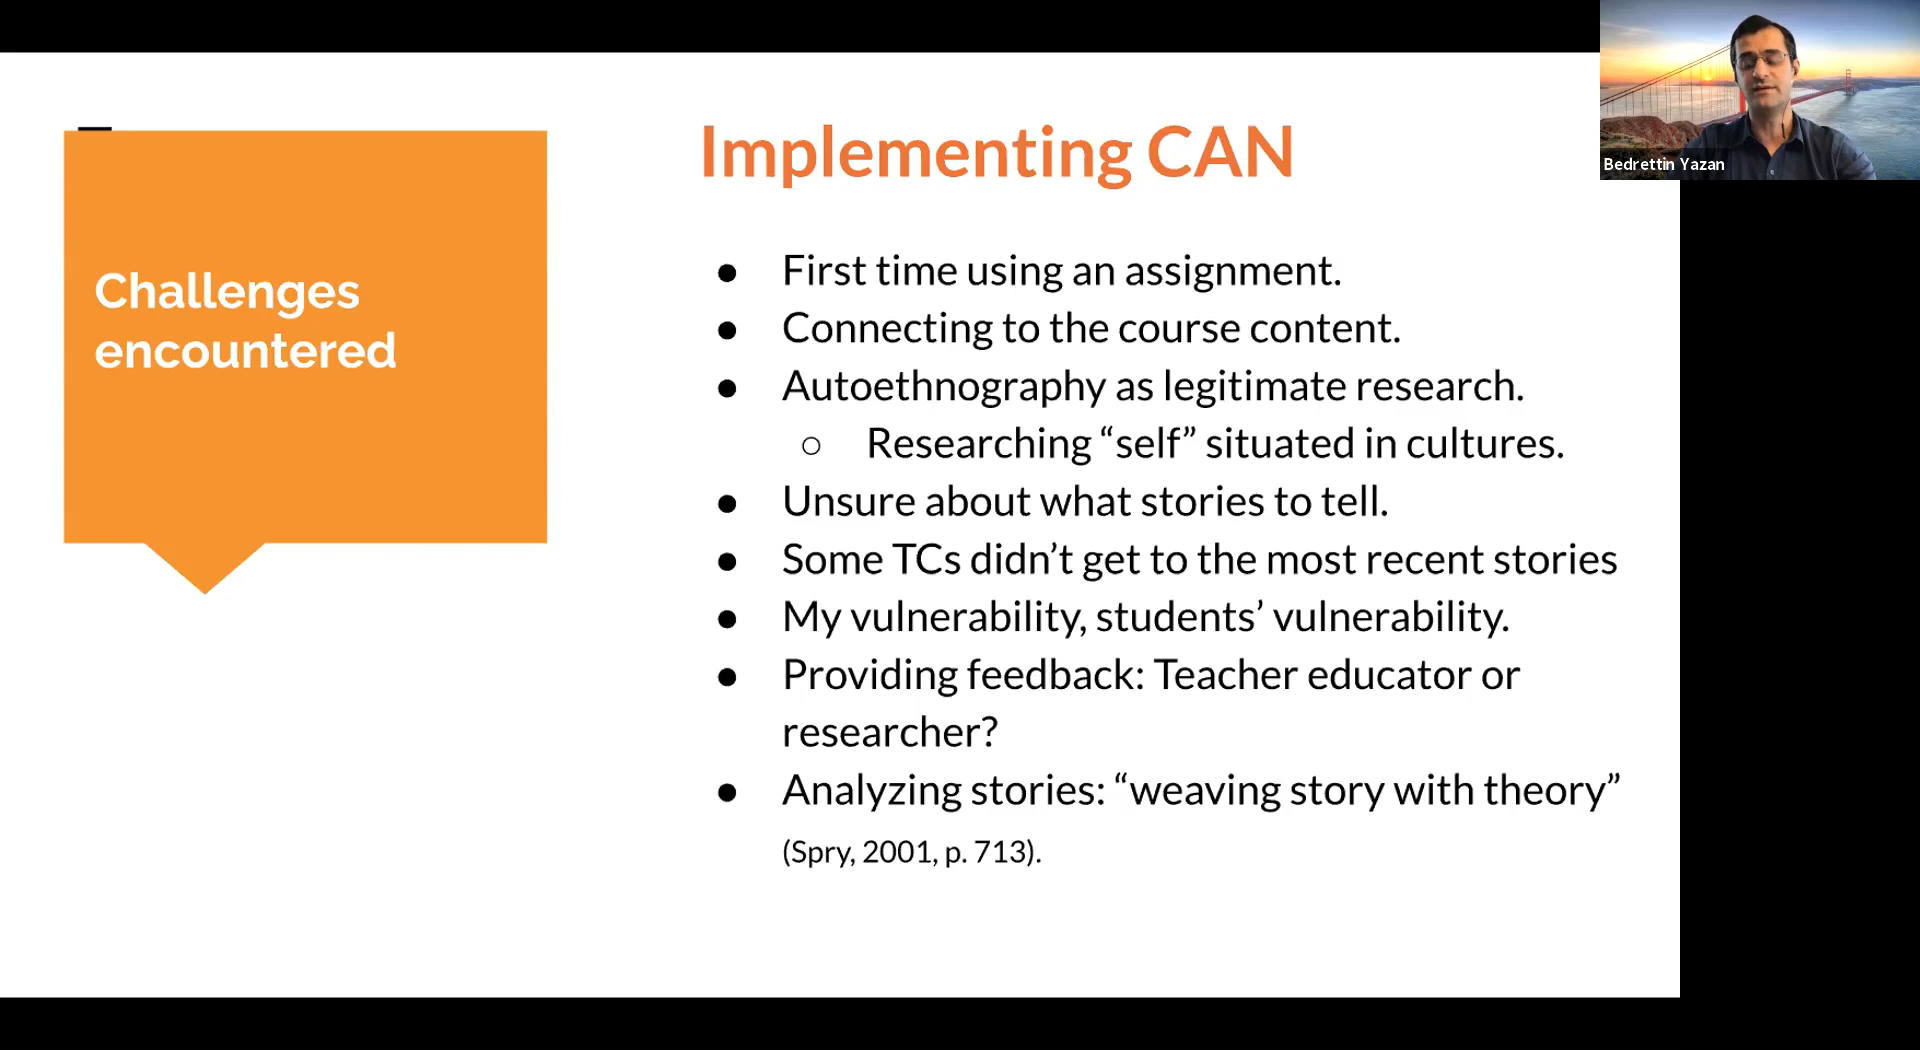 Challenges
encountered
Implementing CAN
● First time using an assignment.
● Connecting to the course content.
● Autoethnography as legitimate research.
○ Researching “self” situated in cultures.
● Unsure about what stories to tell.
● Some TCs didn’t get to the most recent stories
● My vulnerability, students’ vulnerability.
● Providing feedback: Teacher educator or
researcher?
● Analyzing stories: “weaving story with theory”
(Spry, 2001, p. 713).
Bedrettin Yazan